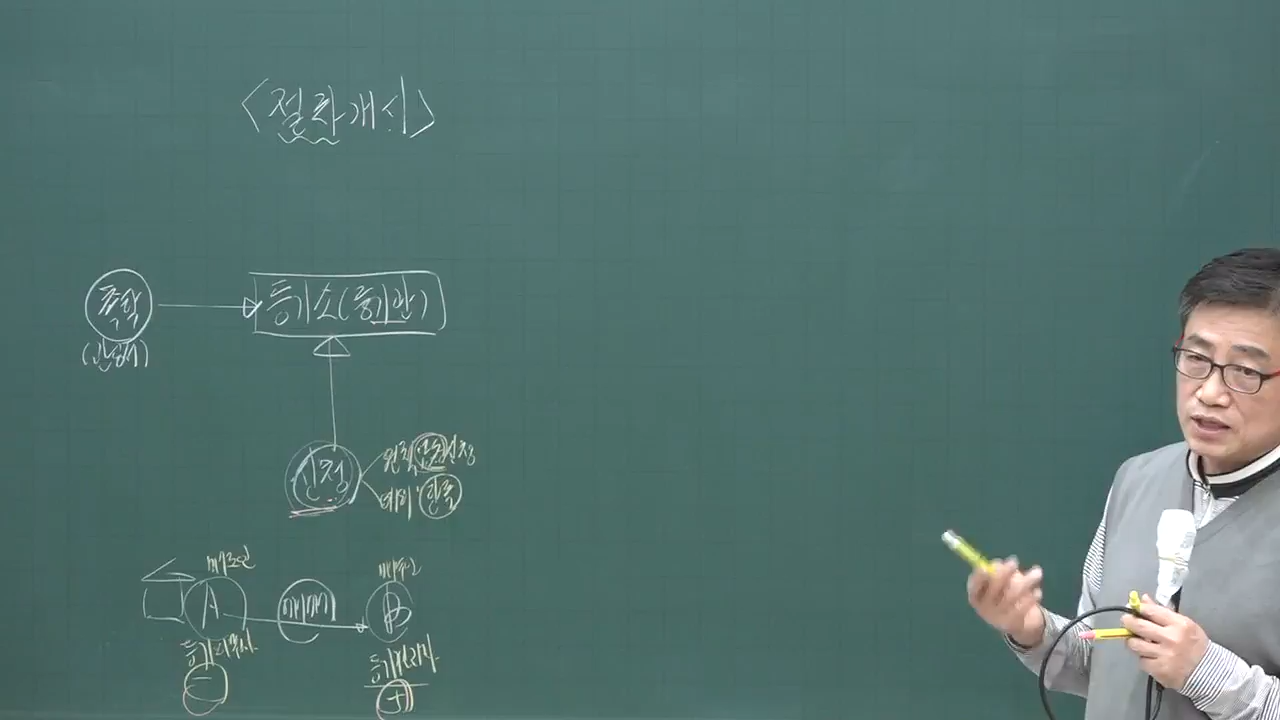 <절차개시>
촉탁
등기소(등기관)
(관공서)
신청
원칙 공동신청
예외 단독
매도인
매수인
A
매매
B
등기의무자
등기권리자
－
＋